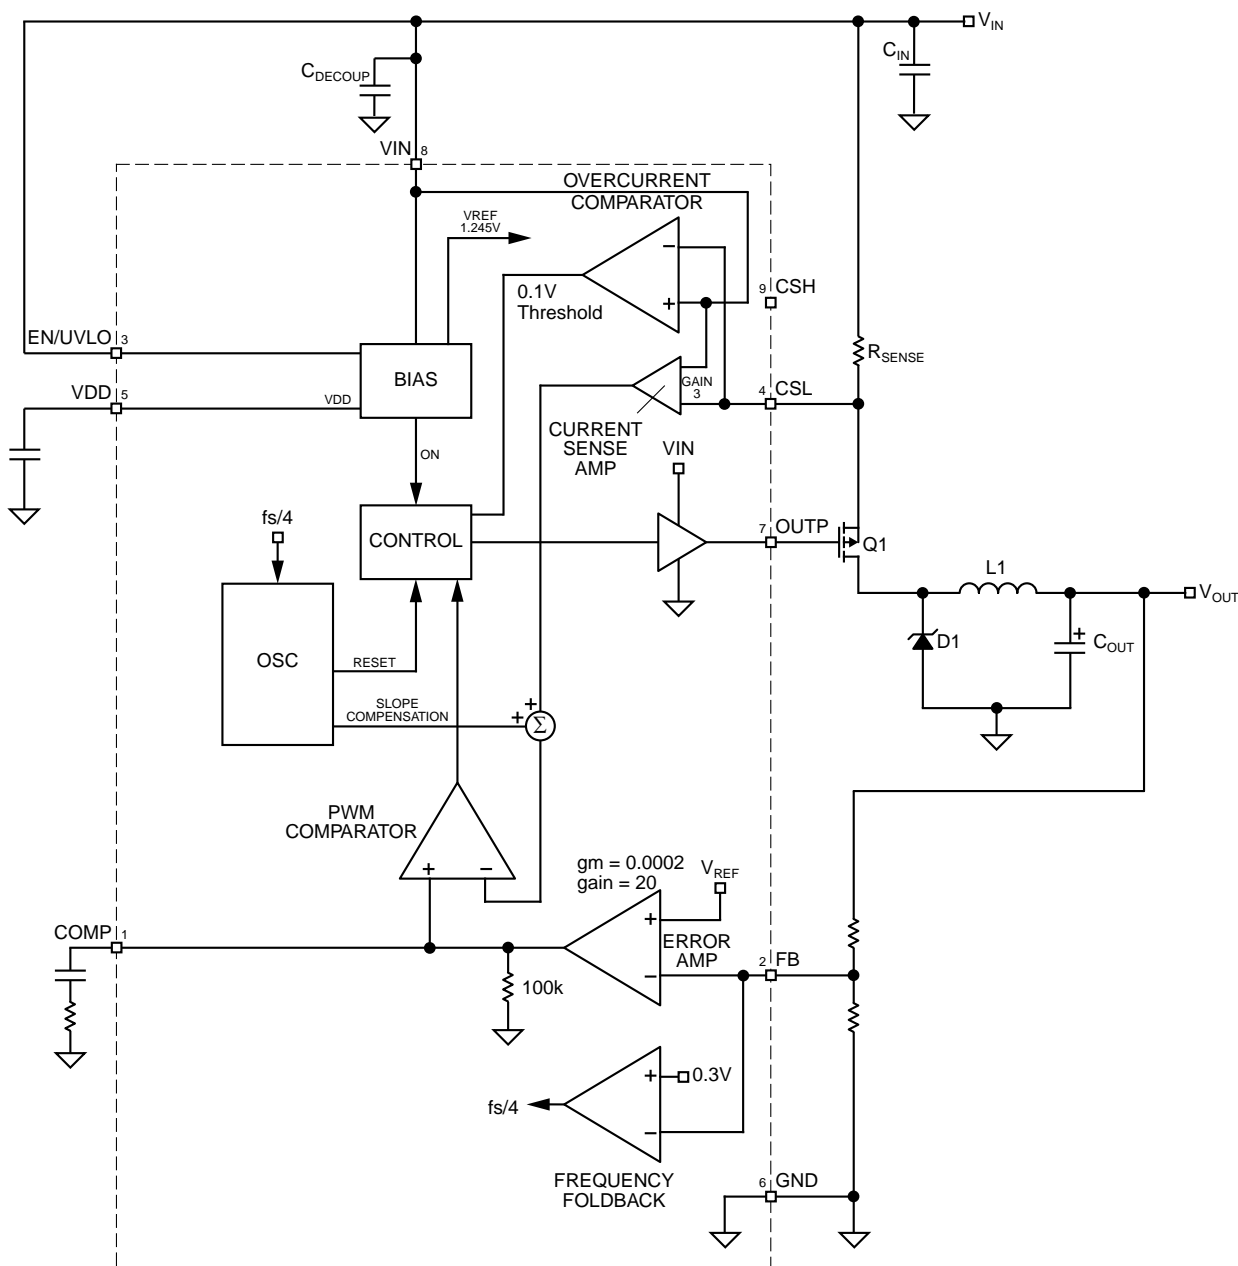 VIN
CIN
CDECOUP
VIN 8
OVERCURRENT
COMPARATOR
VREF
1.245V
−
+
0.1V
Threshold
9 CSH
EN/UVLO 3
RSENSE
BIAS
GAIN
3
VDD 5
VDD
4 CSL
CURRENT
SENSE
AMP
VIN
ON
fs/4
CONTROL
7 OUTP
Q1
L1
VOUT
OSC
D1
+
COUT
RESET
SLOPE
COMPENSATION
+
+
Σ
PWM
COMPARATOR
+ −
gm = 0.0002
gain = 20
VREF
+
COMP 1
ERROR
AMP
−
2 FB
100k
+
0.3V
fs/4
−
FREQUENCY
FOLDBACK
6 GND